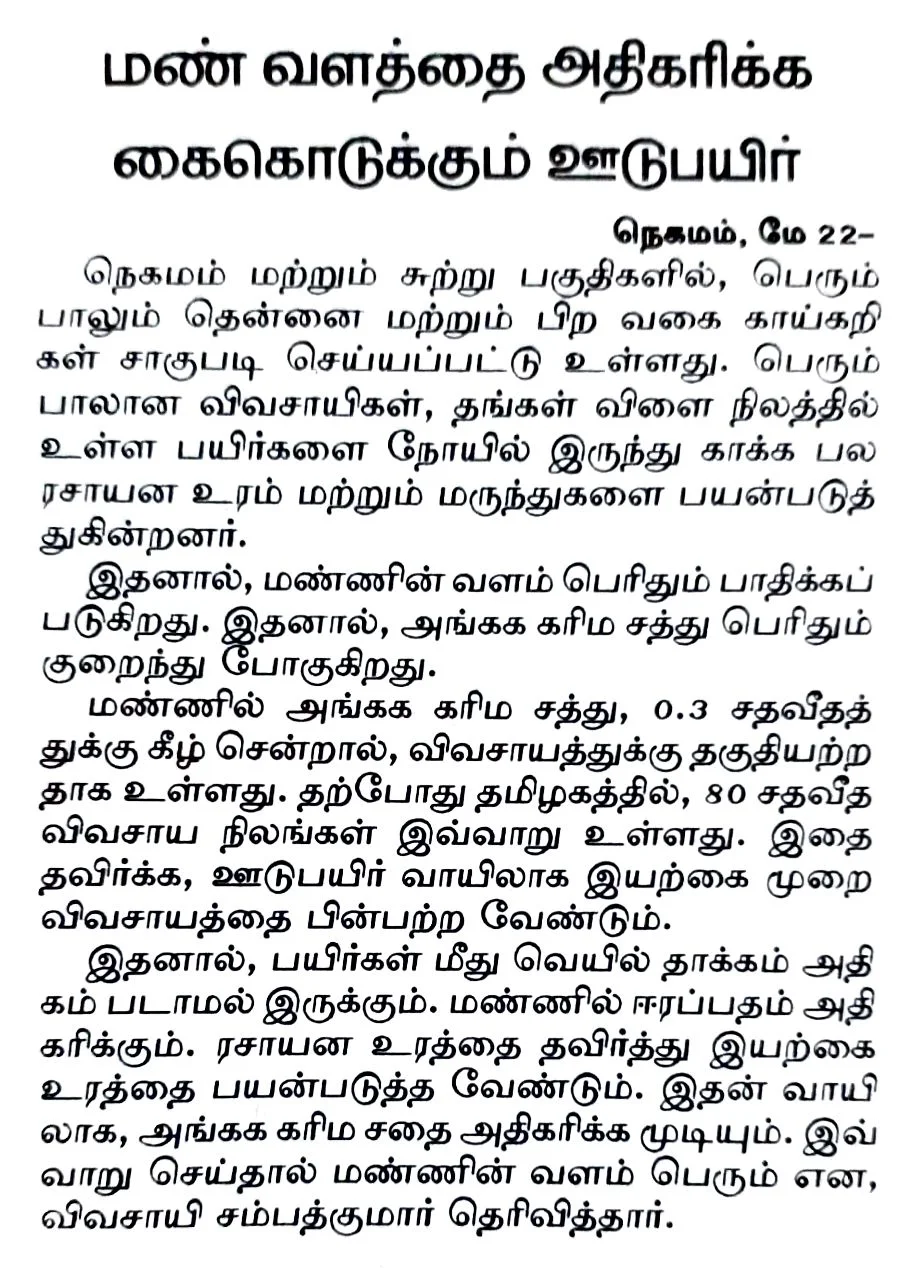 மண் வளத்தை அதிகரிக்க
கைகொடுக்கும் ஊடுபயிர்
நெகமம், மே 22–
நெகமம் மற்றும் சுற்று பகுதிகளில், பெரும்
பாலும் தென்னை மற்றும் பிற வகை காய்கறி
கள் சாகுபடி செய்யப்பட்டு உள்ளது. பெரும்
பாலான விவசாயிகள், தங்கள் விளை நிலத்தில்
உள்ள பயிர்களை நோயில் இருந்து காக்க பல
ரசாயன உரம் மற்றும் மருந்துகளை பயன்படுத்
துகின்றனர்.
இதனால், மண்ணின் வளம் பெரிதும் பாதிக்கப்
படுகிறது. இதனால், அங்கக கரிம சத்து பெரிதும்
குறைந்து போகுகிறது.
மண்ணில் அங்கக கரிம சத்து, 0.3 சதவீதத்
துக்கு கீழ் சென்றால், விவசாயத்துக்கு தகுதியற்ற
தாக உள்ளது. தற்போது தமிழகத்தில், 80 சதவீத
விவசாய நிலங்கள் இவ்வாறு உள்ளது. இதை
தவிர்க்க, ஊடுபயிர் வாயிலாக இயற்கை முறை
விவசாயத்தை பின்பற்ற வேண்டும்.
இதனால், பயிர்கள் மீது வெயில் தாக்கம் அதி
கம் படாமல் இருக்கும். மண்ணில் ஈரப்பதம் அதி
கரிக்கும். ரசாயன உரத்தை தவிர்த்து இயற்கை
உரத்தை பயன்படுத்த வேண்டும். இதன் வாயி
லாக, அங்கக கரிம சதை அதிகரிக்க முடியும். இவ்
வாறு செய்தால் மண்ணின் வளம் பெரும் என,
விவசாயி சம்பத்குமார் தெரிவித்தார்.